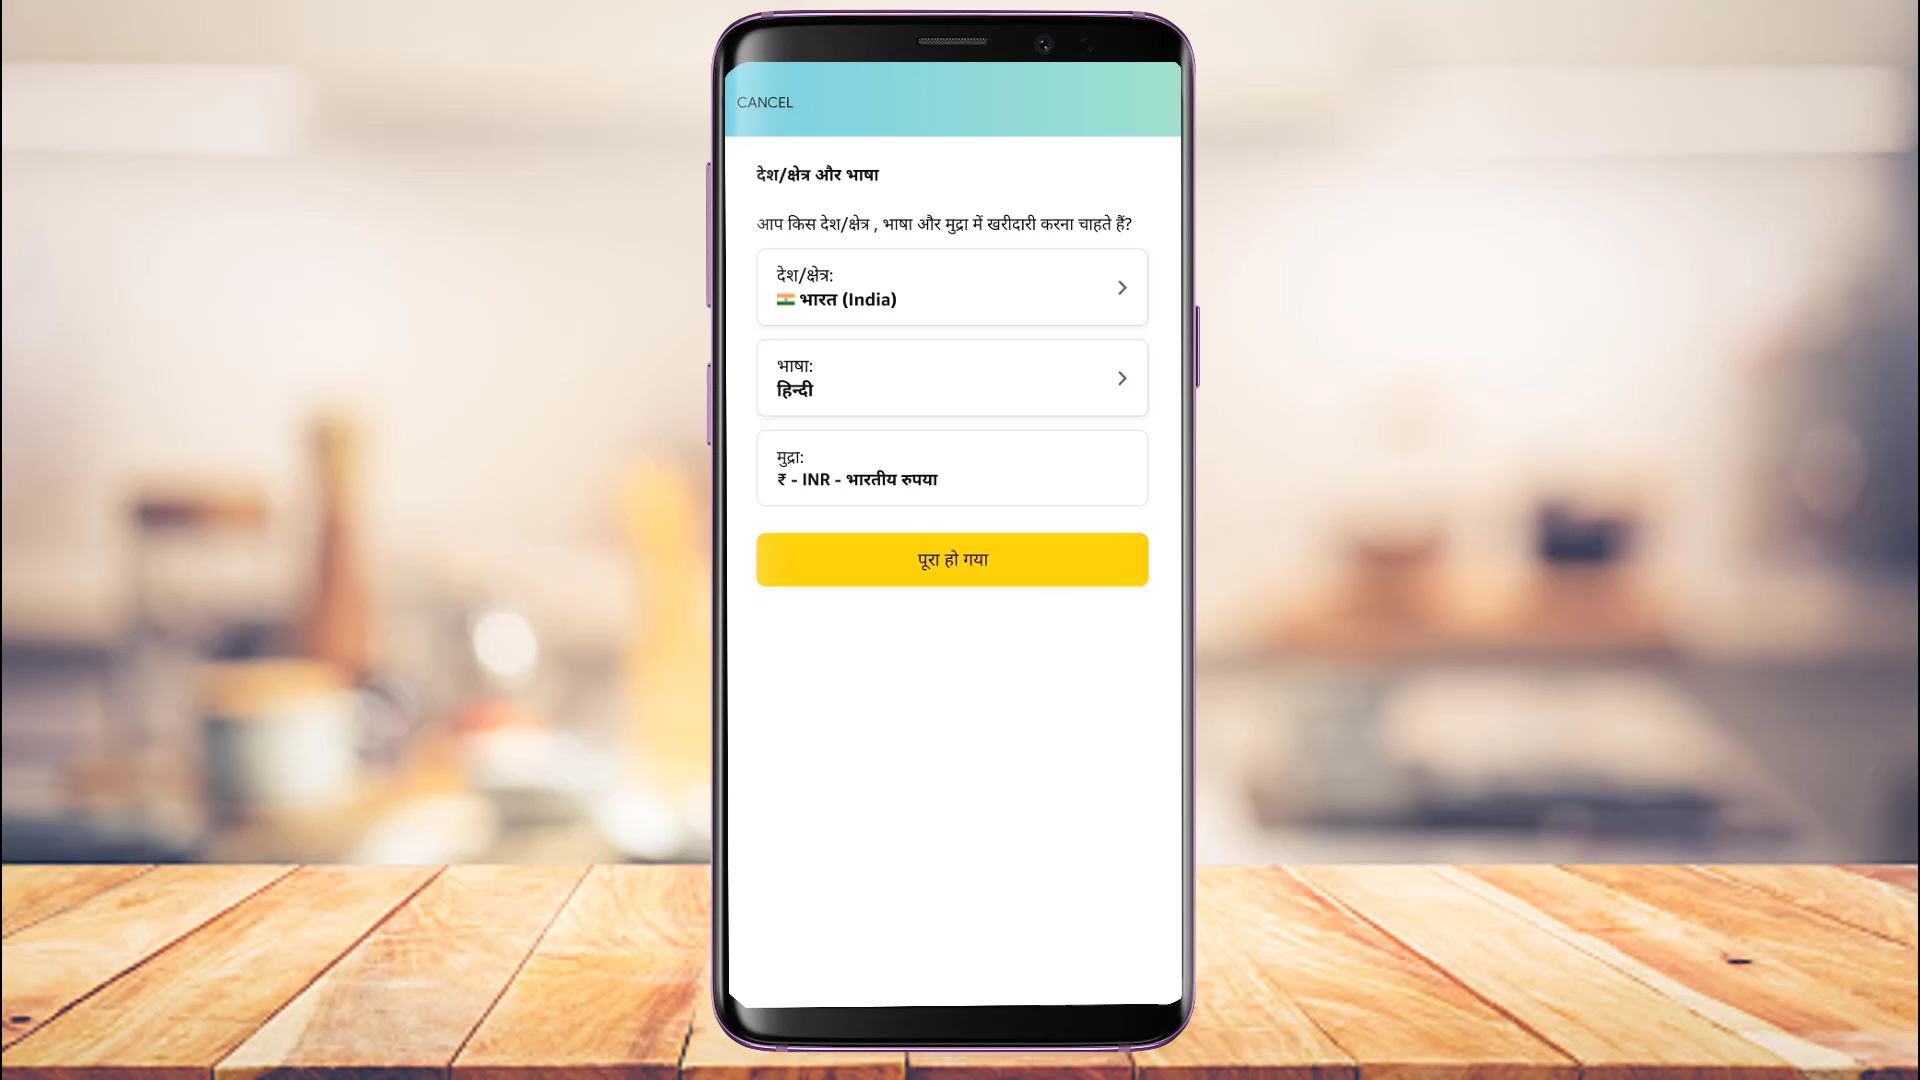 CANCEL
देश/क्षेत्र और भाषा
आप किस देश/क्षेत्र , भाषा और मुद्रा में खरीदारी करना चाहते हैं?
देश/क्षेत्र:
भारत (India)
भाषा:
हिन्दी
मुद्रा:
₹ - INR - भारतीय रुपया
पूरा हो गया